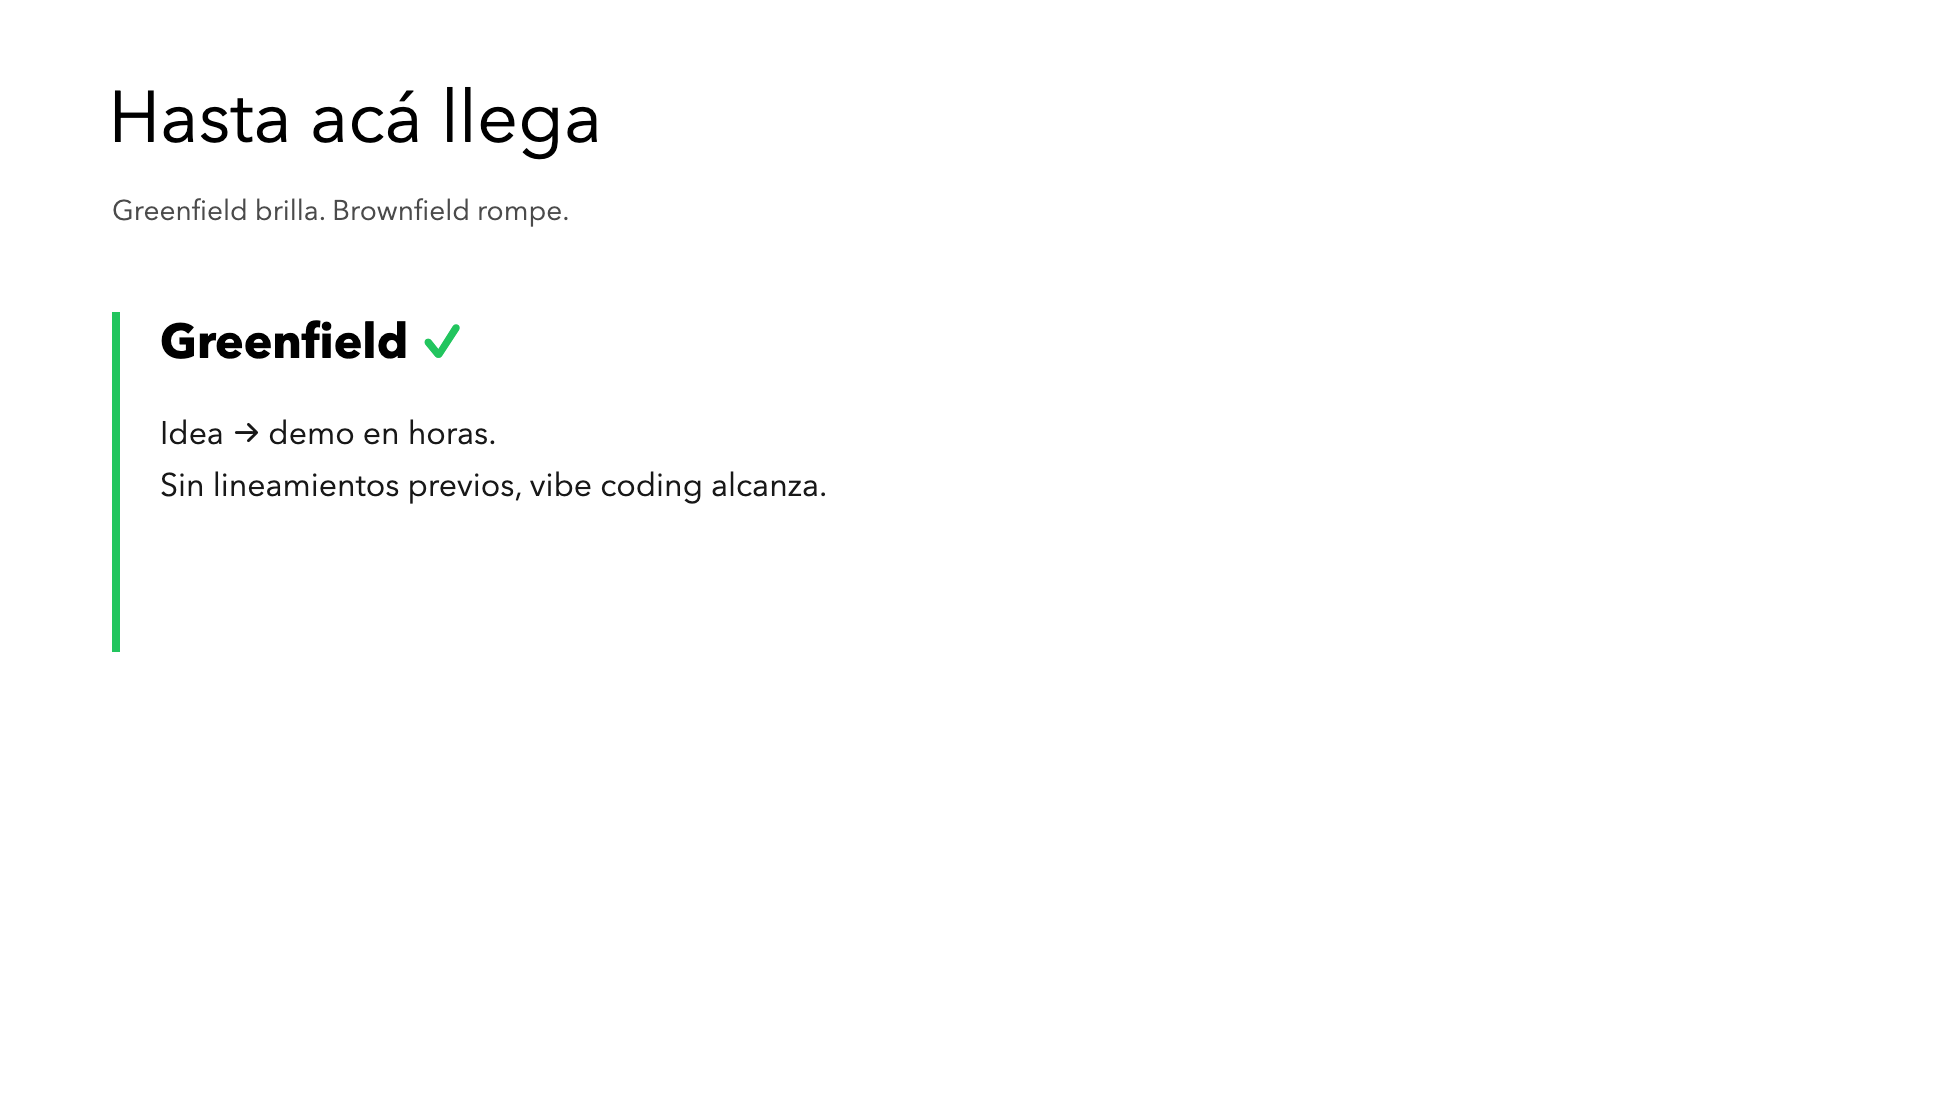 Hasta acá llega
Greenfield brilla. Brownfield rompe.
Greenfield ✓
Idea → demo en horas.
Sin lineamientos previos, vibe coding alcanza.